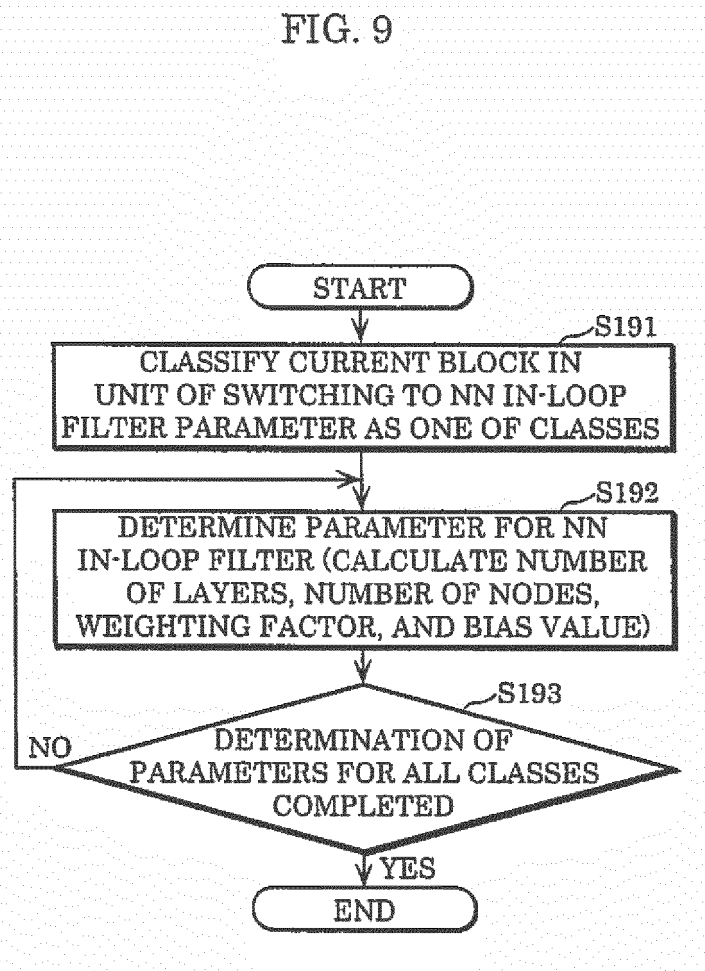 FIG. 9
START
S191
CLASSIFY CURRENT BLOCK IN
UNIT OF SWITCHING TO NN IN-LOOP
FILTER PARAMETER AS ONE OF CLASSES
S192
DETERMINE PARAMETER FOR NN
IN-LOOP FILTER (CALCULATE NUMBER
OF LAYERS, NUMBER OF NODES,
WEIGHTING FACTOR, AND BIAS VALUE)
S193
NO
DETERMINATION OF
PARAMETERS FOR ALL CLASSES
COMPLETED
YES
END